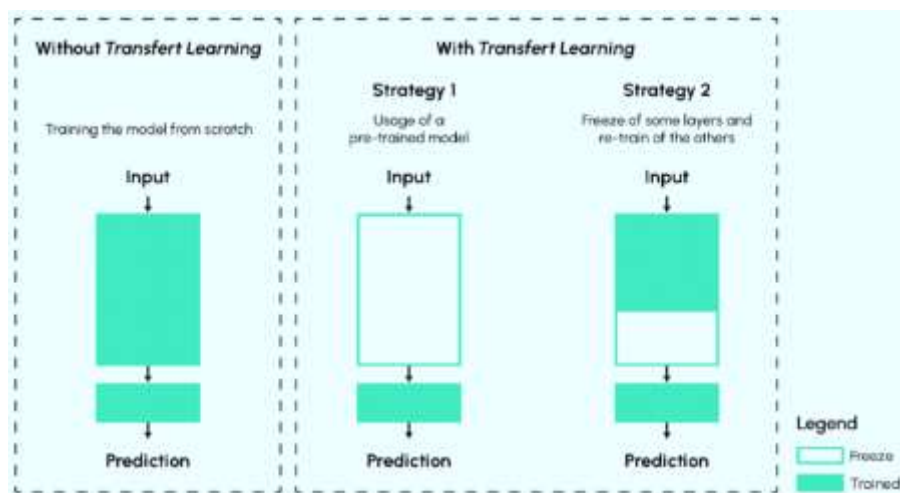 Without Transfert Learning
Training the model from scratch
Input
Prediction
With Transfert Learning
Strategy 1
Usage of a
pre-trained model
Input
Prediction
Strategy 2
Freeze of some layers and
re-train of the others
Input
Prediction
Legend
Freeze
Trained